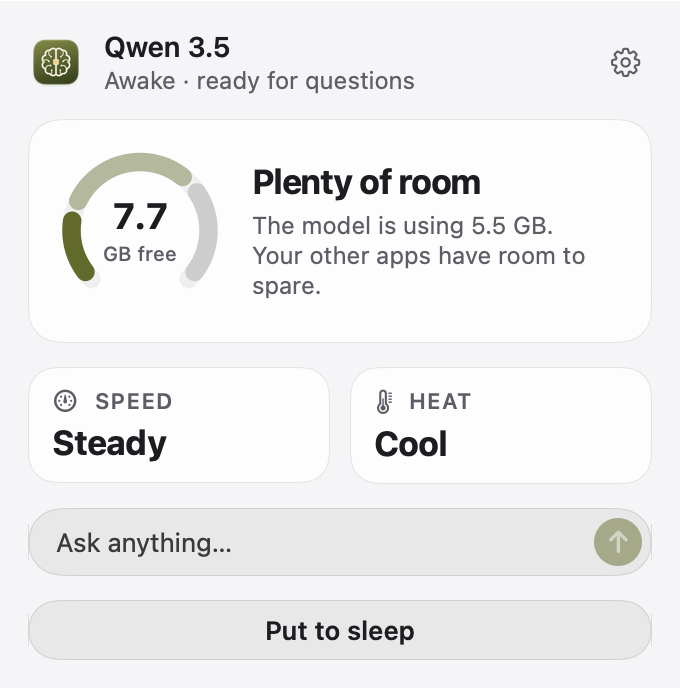 Qwen 3.5
Awake · ready for questions
7.7
GB free
Plenty of room
The model is using 5.5 GB.
Your other apps have room to
spare.
SPEED
Steady
HEAT
Cool
Ask anything...
Put to sleep